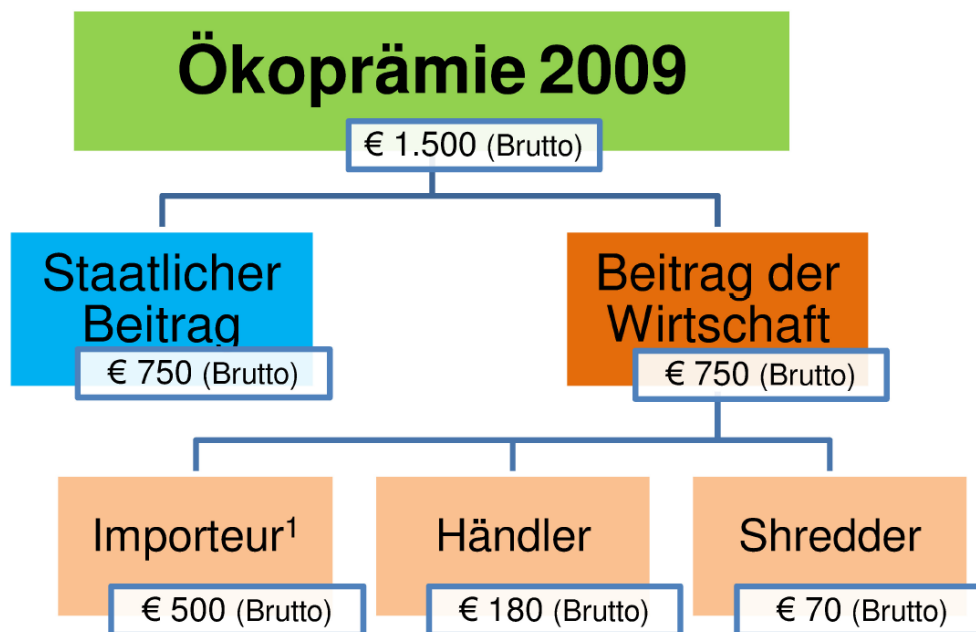 Ökoprämie 2009
€ 1.500 (Brutto)
Staatlicher
Beitrag
€ 750 (Brutto)
Beitrag der
Wirtschaft
€ 750 (Brutto)
Importeur¹
€ 500 (Brutto)
Händler
€ 180 (Brutto)
Shredder
€ 70 (Brutto)